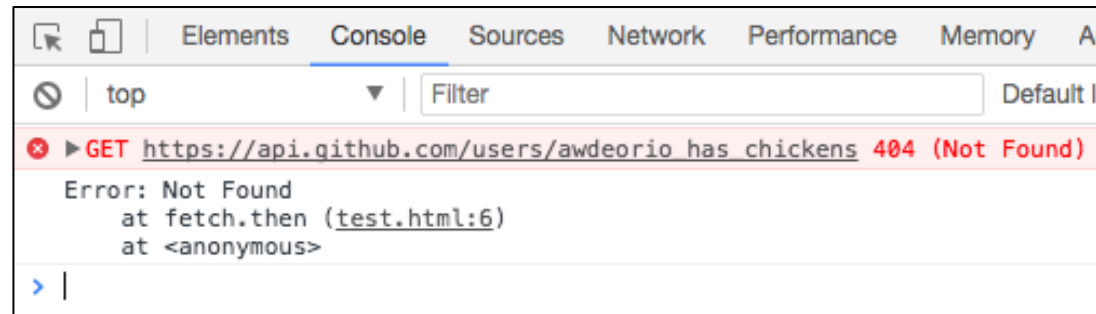 Elements Console Sources Network Performance Memory A
top Filter Default l
GET https://api.github.com/users/awdeorio_has_chickens 404 (Not Found)
Error: Not Found
at fetch.then (test.html:6)
at <anonymous>
>